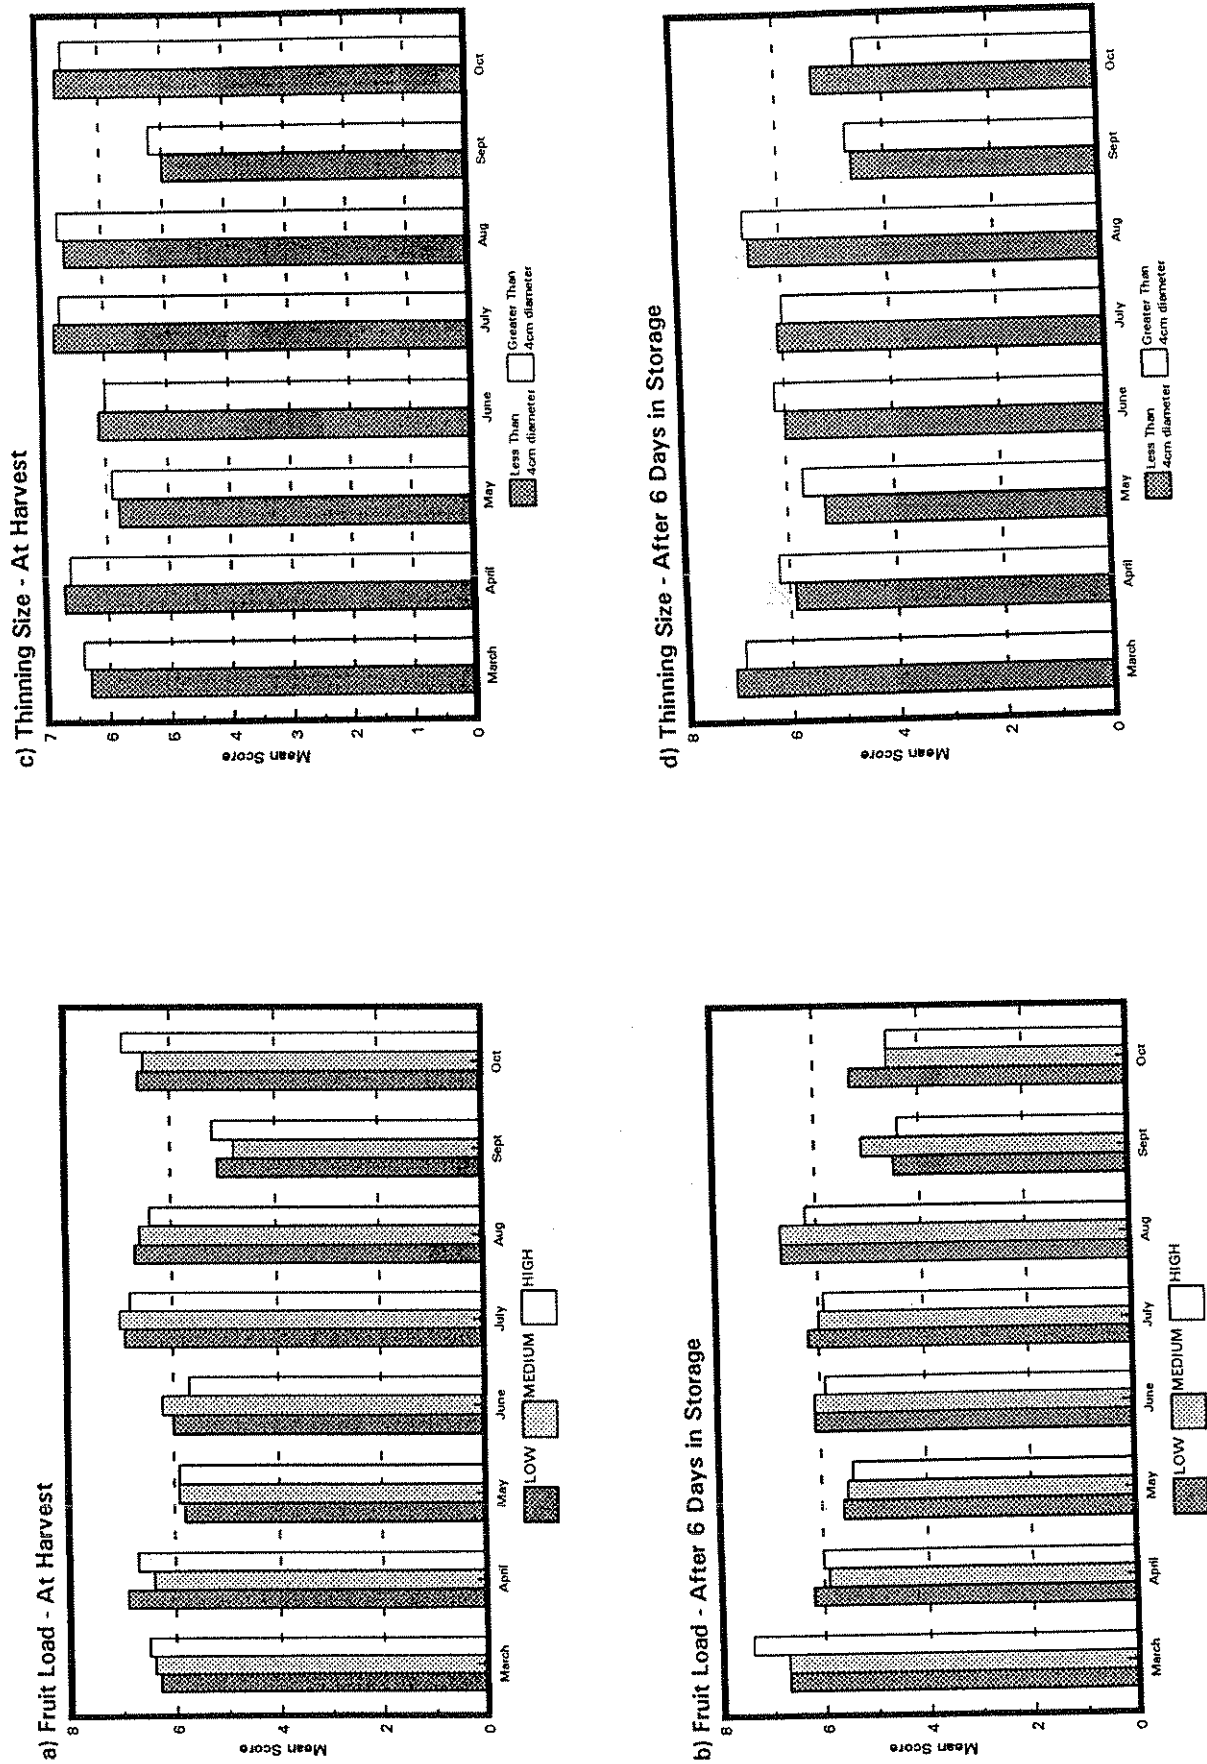 a) Fruit Load - At Harvest
Mean Score
8
6
4
2
0
March April May June July Aug Sept Oct
LOW MEDIUM HIGH
b) Fruit Load - After 6 Days in Storage
Mean Score
8
6
4
2
0
March April May June July Aug Sept Oct
LOW MEDIUM HIGH
c) Thinning Size - At Harvest
Mean Score
7
6
5
4
3
2
1
0
March April May June July Aug Sept Oct
Less Than
4cm diameter
Greater Than
4cm diameter
d) Thinning Size - After 6 Days in Storage
Mean Score
8
6
4
2
0
March April May June July Aug Sept Oct
Less Than
4cm diameter
Greater Than
4cm diameter